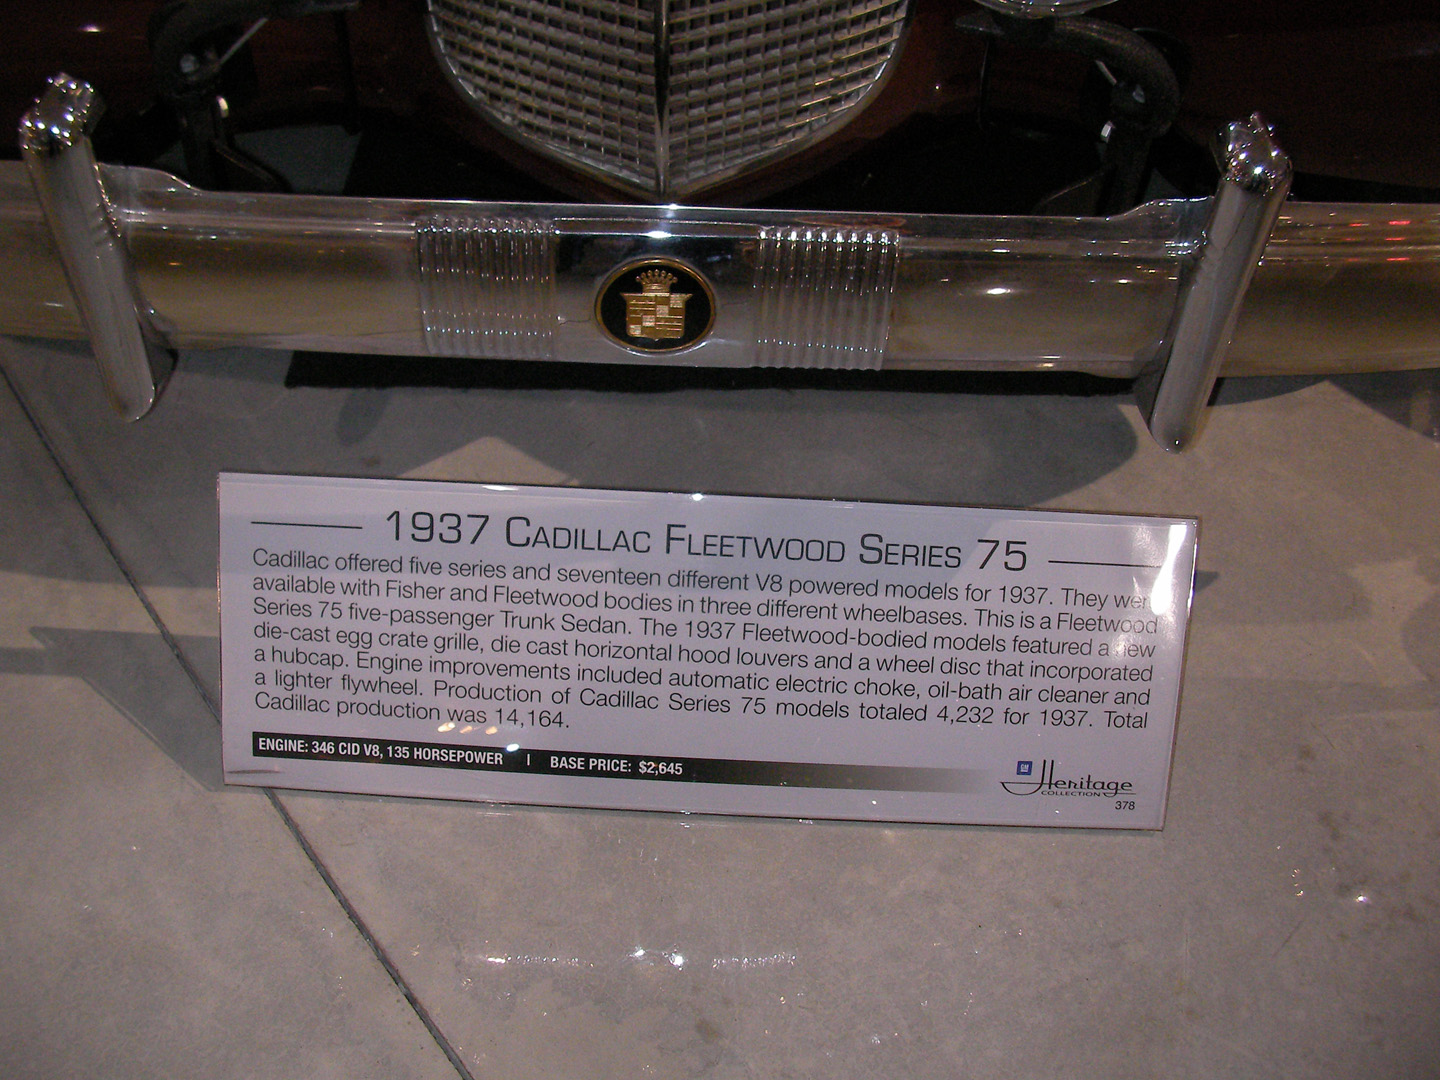 1937 CADILLAC FLEETWOOD SERIES 75
Cadillac offered five series and seventeen different V8 powered models for 1937. They were
available with Fisher and Fleetwood bodies in three different wheelbases. This is a Fleetwood
Series 75 five-passenger Trunk Sedan. The 1937 Fleetwood-bodied models featured a new
die-cast egg crate grille, die cast horizontal hood louvers and a wheel disc that incorporated
a hubcap. Engine improvements included automatic electric choke, oil-bath air cleaner and
a lighter flywheel. Production of Cadillac Series 75 models totaled 4,232 for 1937. Total
Cadillac production was 14,164.
ENGINE: 346 CID V8, 135 HORSEPOWER | BASE PRICE: $2,645
GM Heritage
COLLECTION
378